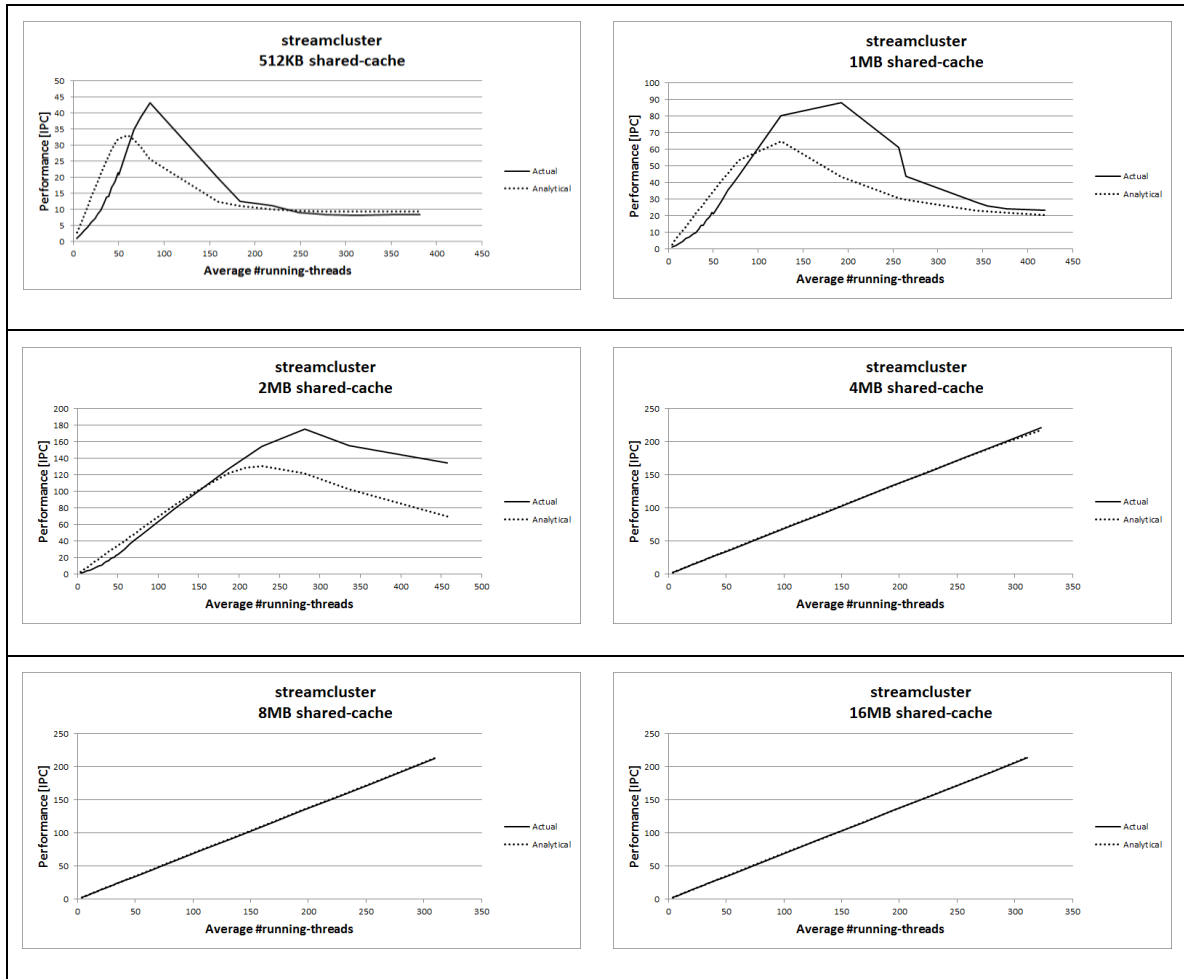 streamcluster
512KB shared-cache
Performance [IPC]
50
45
40
35
30
25
20
15
10
5
0
0 50 100 150 200 250 300 350 400 450
Average #running-threads
Actual
Analytical
streamcluster
1MB shared-cache
Performance [IPC]
100
90
80
70
60
50
40
30
20
10
0
0 50 100 150 200 250 300 350 400 450
Average #running-threads
Actual
Analytical
streamcluster
2MB shared-cache
Performance [IPC]
200
180
160
140
120
100
80
60
40
20
0
0 50 100 150 200 250 300 350 400 450 500
Average #running-threads
Actual
Analytical
streamcluster
4MB shared-cache
Performance [IPC]
250
200
150
100
50
0
0 50 100 150 200 250 300 350
Average #running-threads
Actual
Analytical
streamcluster
8MB shared-cache
Performance [IPC]
250
200
150
100
50
0
0 50 100 150 200 250 300 350
Average #running-threads
Actual
Analytical
streamcluster
16MB shared-cache
Performance [IPC]
250
200
150
100
50
0
0 50 100 150 200 250 300 350
Average #running-threads
Actual
Analytical